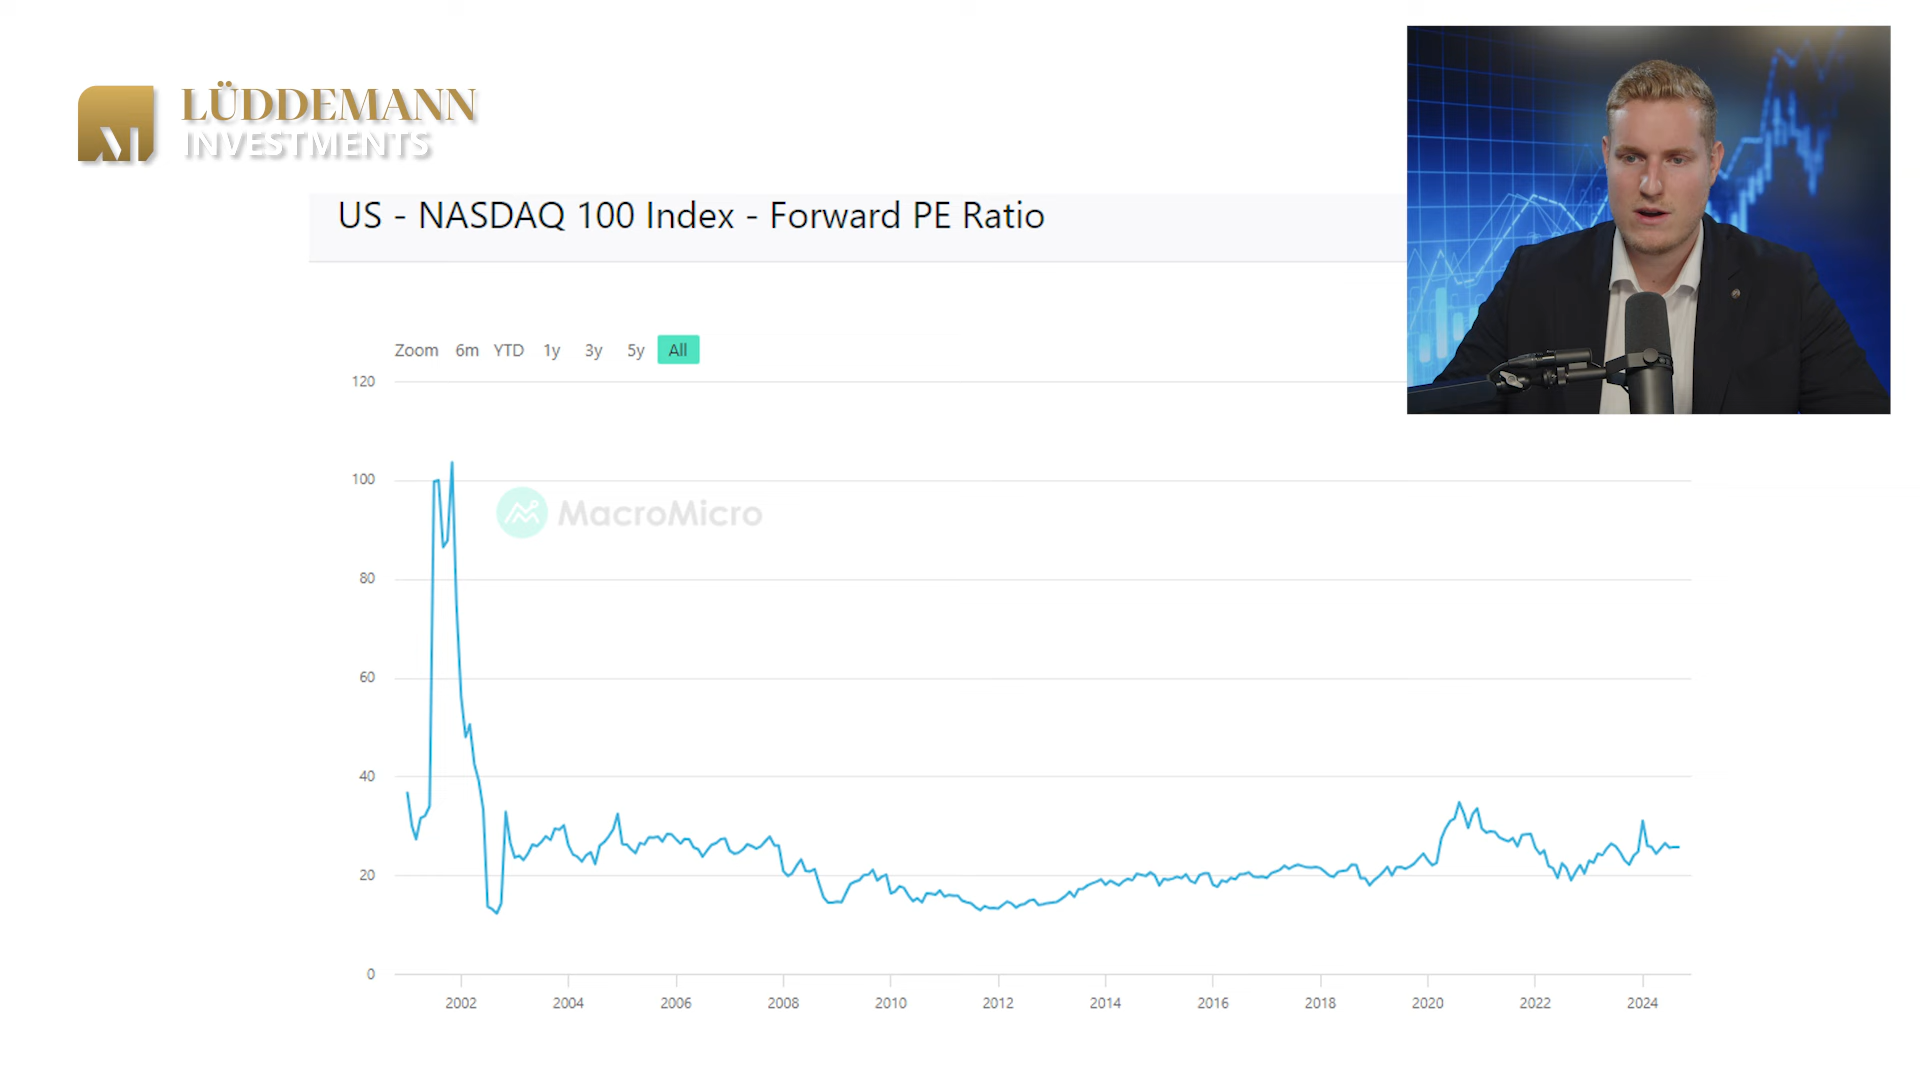 LÜDDEMANN
INVESTMENTS
US - NASDAQ 100 Index - Forward PE Ratio
Zoom 6m YTD 1y 3y 5y All
120
100
MacroMicro
80
60
40
20
0
2002 2004 2006 2008 2010 2012 2014 2016 2018 2020 2022 2024